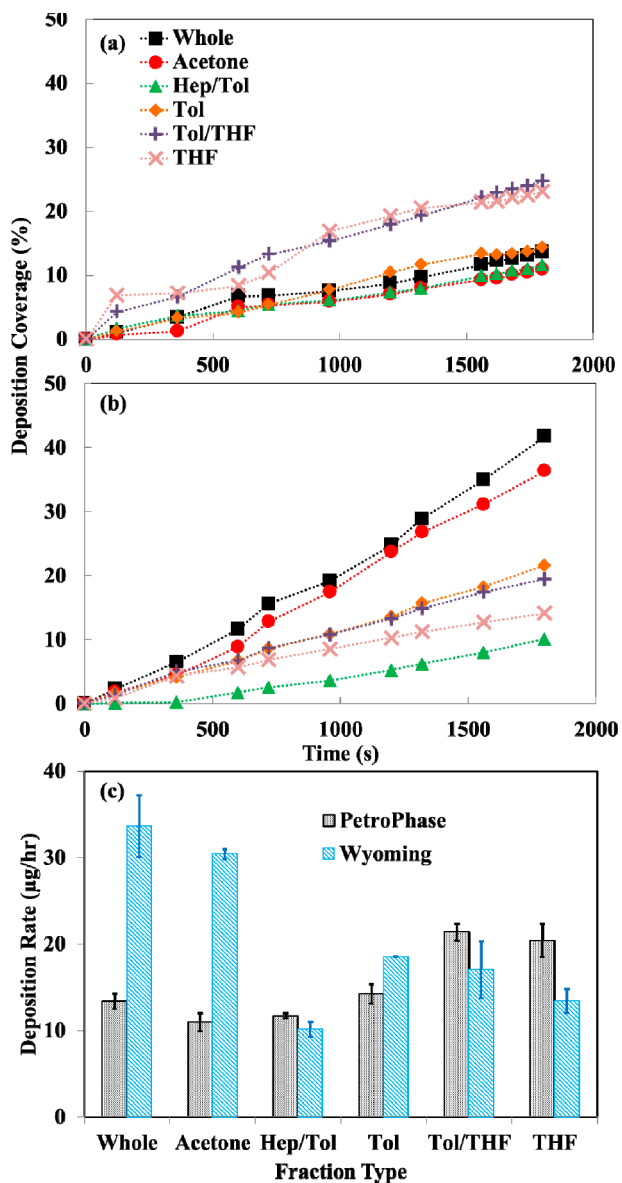 50
(a)
Whole
Acetone
Hep/Tol
Tol
Tol/THF
THF
40
30
20
10
0
0 500 1000 1500 2000
Deposition Coverage (%)
50
(b)
40
30
20
10
0
0 500 1000 1500 2000
Time (s)
40
(c)
PetroPhase
Wyoming
30
20
10
0
Deposition Rate (µg/hr)
Whole Acetone Hep/Tol Tol Tol/THF THF
Fraction Type